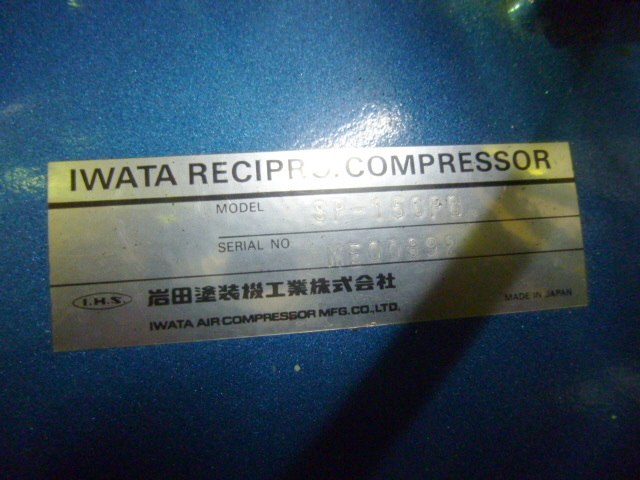 IWATA RECIPRO. COMPRESSOR
MODEL
SERIAL NO
I.H.S 岩田塗装機工業株式会社
IWATA AIR COMPRESSOR MFG.CO.,LTD.
MADE IN JAPAN